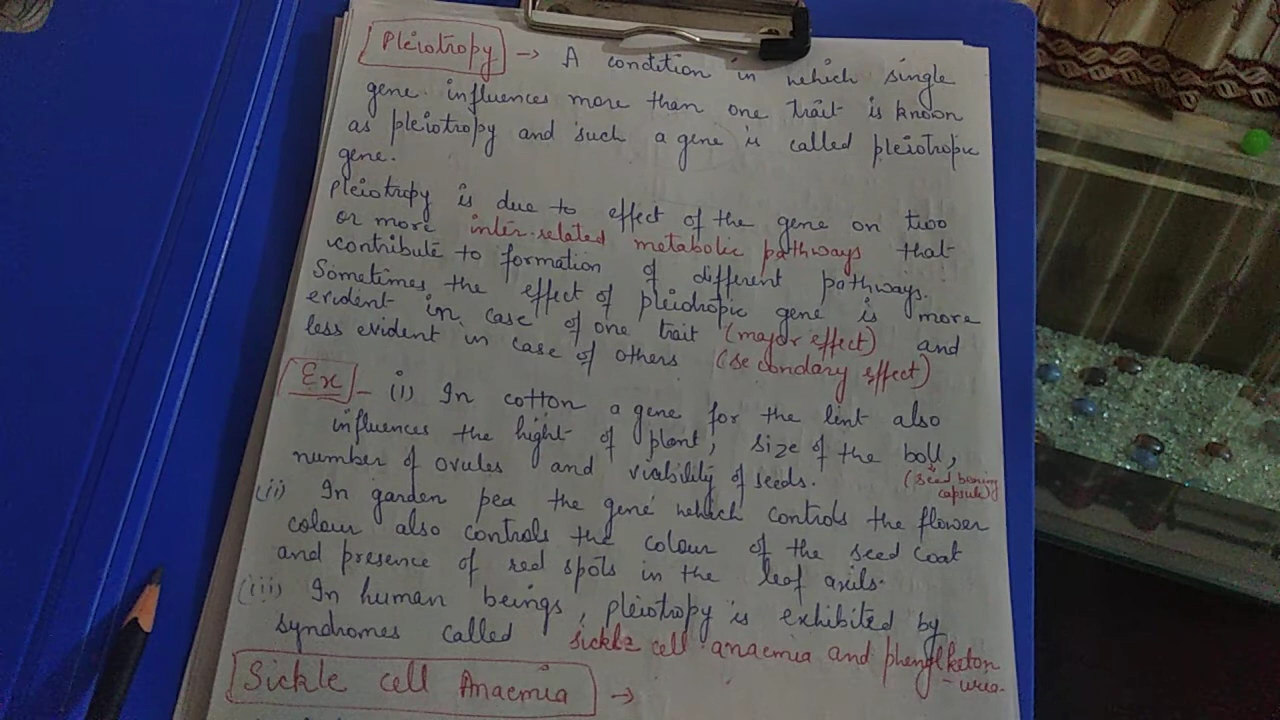 Pleiotropy → A condition in which single
gene influences more than one trait is known
as pleiotropy and such a gene is called pleiotropic
gene.
Pleiotropy is due to effect of the gene on two
or more inter-related metabolic pathways that
contribute to formation of different pathways.
Sometimes the effect of pleiotropic gene is more
evident in case of one trait (major effect) and
less evident in case of others (secondary effect)
Ex - (i) In cotton a gene for the lint also
influences the hight of plant, size of the boll,
number of ovules and viability of seeds. (seed bearing
capsule)
(ii) In garden pea the gene which controls the flower
colour also controls the colour of the seed coat
and presence of red spots in the leaf axils.
(iii) In human beings, pleiotropy is exhibited by
syndromes called sickle cell anaemia and phenylketon
-uria.
Sickle cell Anaemia →